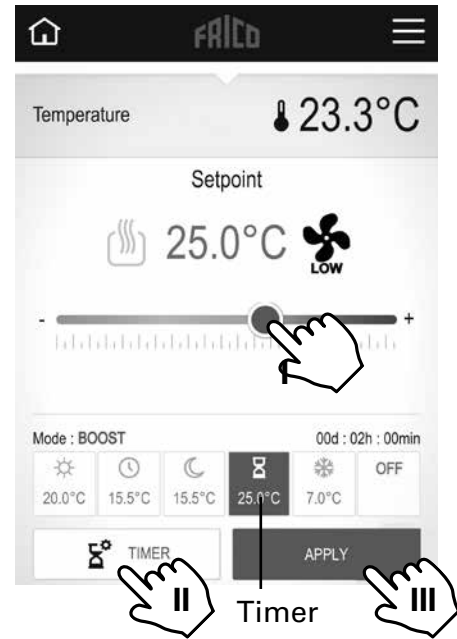 FRICO
Temperature 23.3°C
Setpoint
25.0°C LOW
- +
I
Mode : BOOST 00d : 02h : 00min
20.0°C 15.5°C 15.5°C 25.0°C 7.0°C OFF
TIMER APPLY
II Timer III